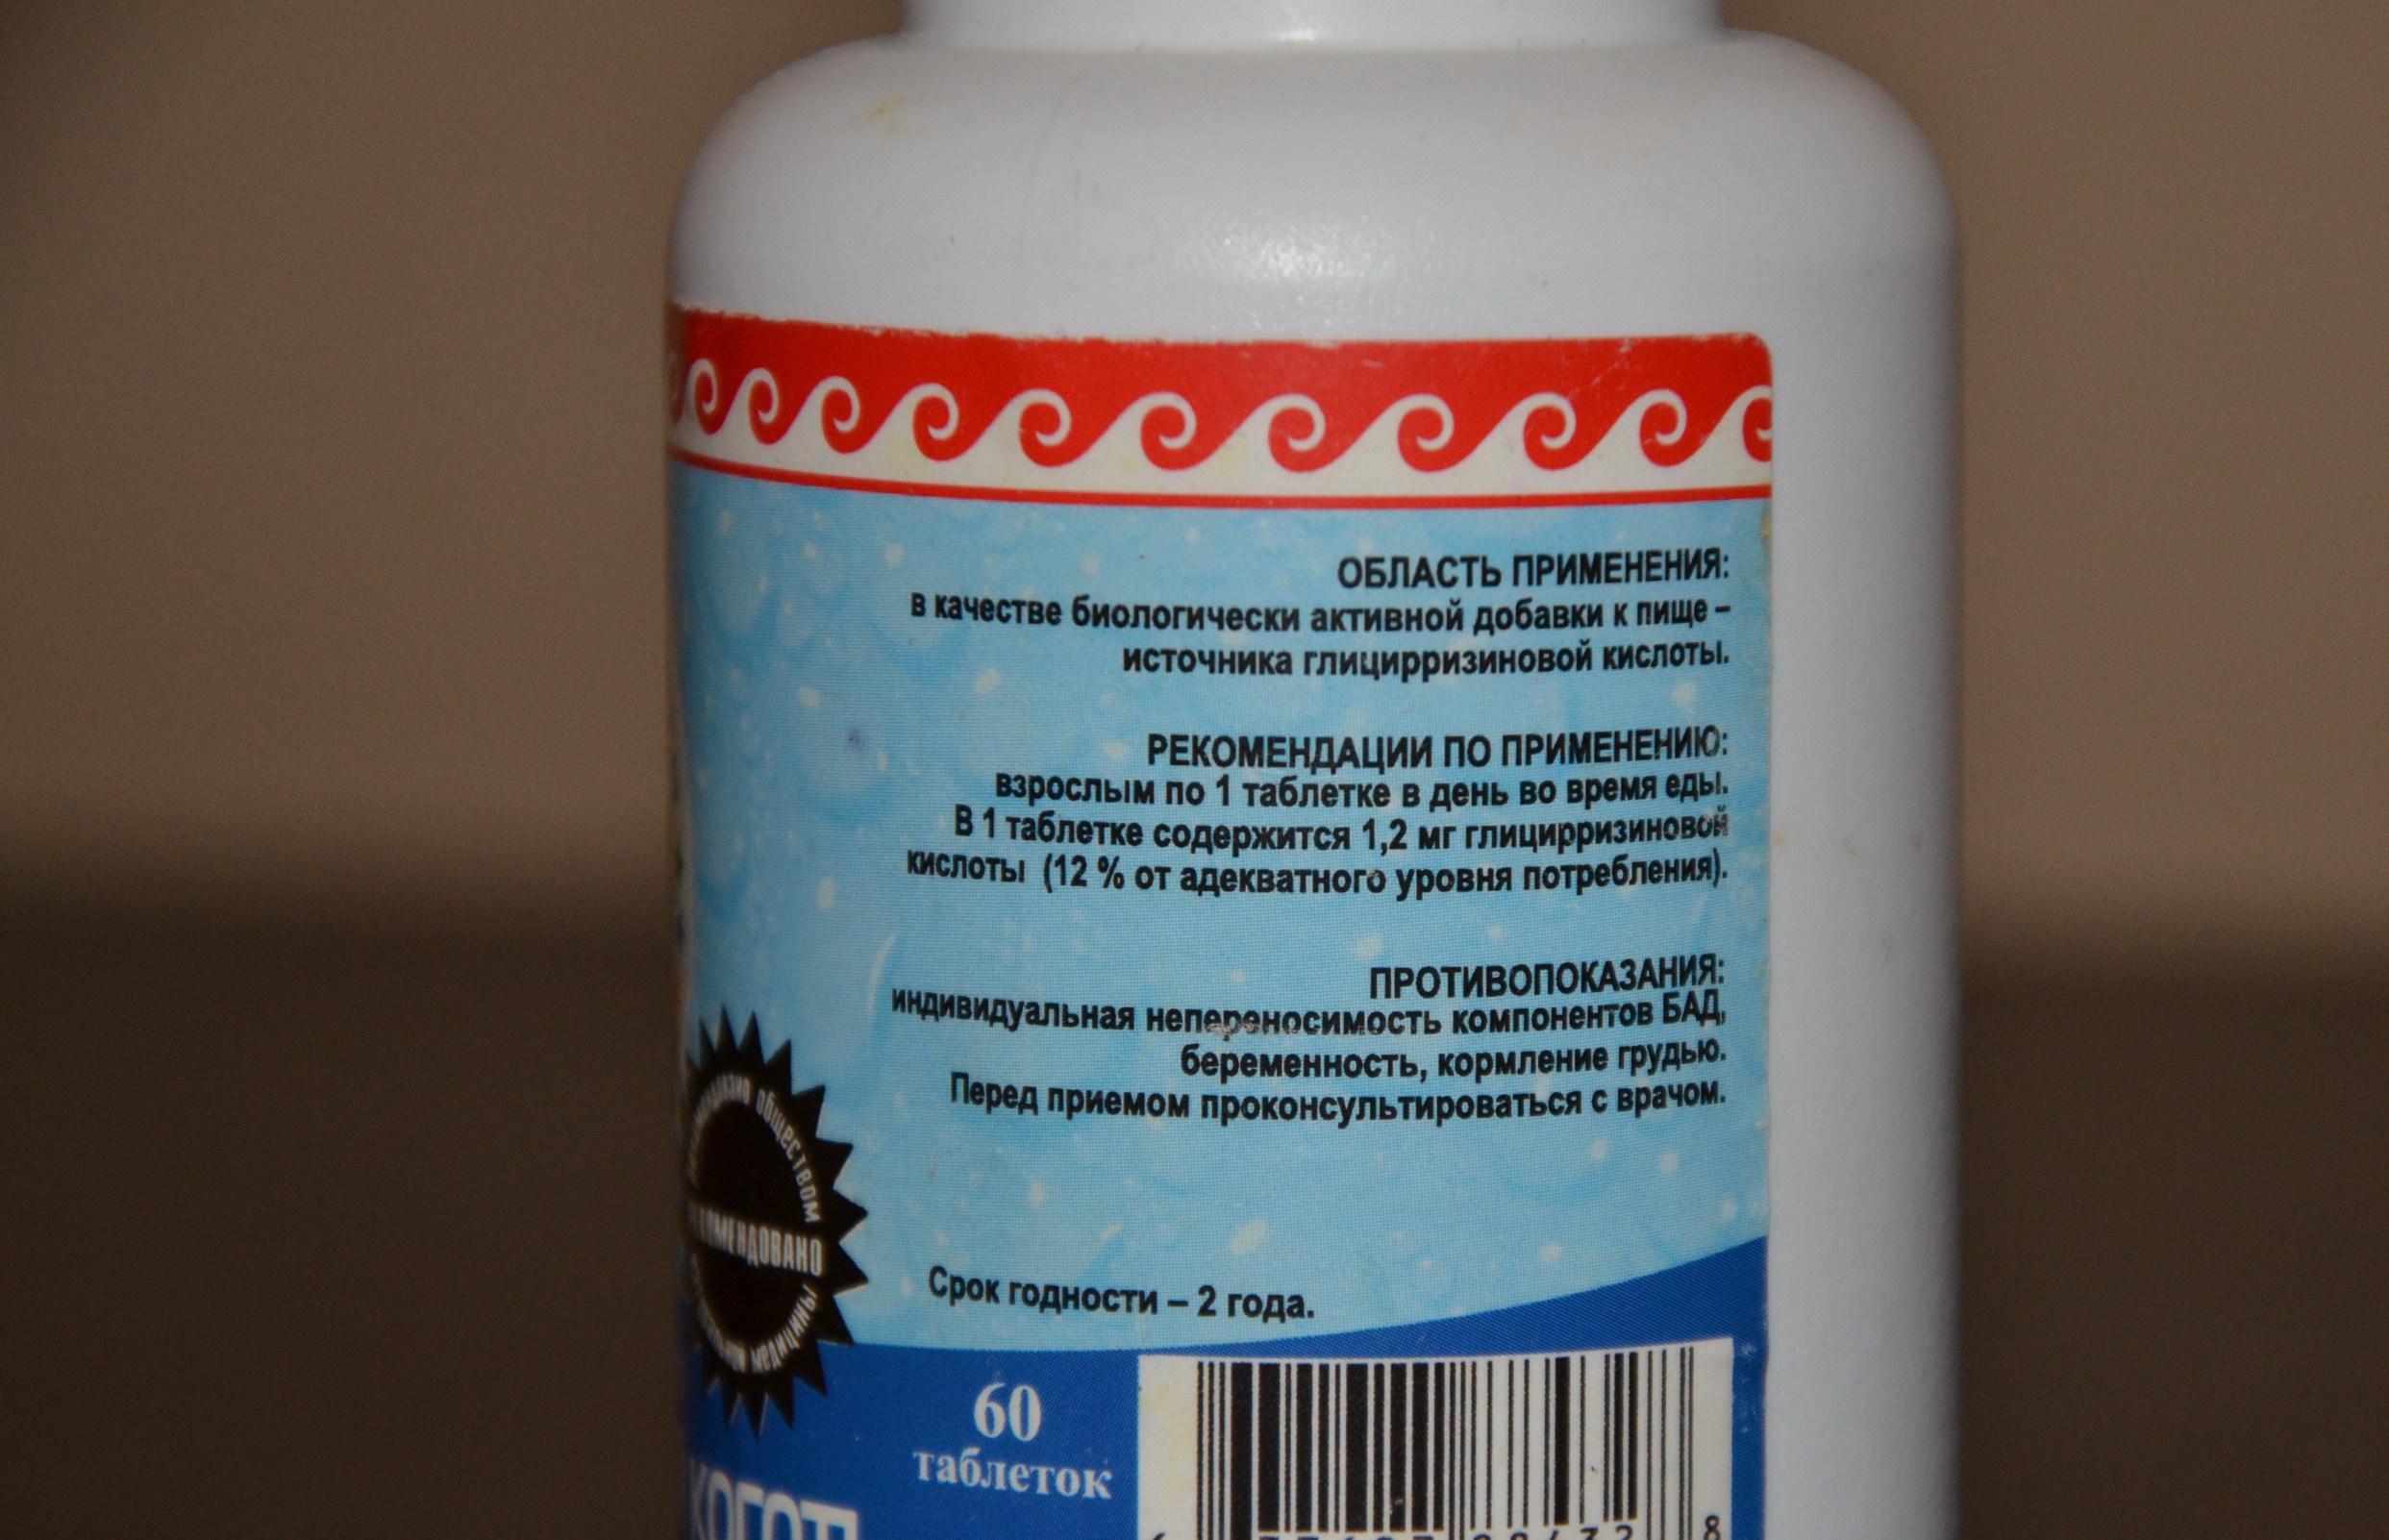 ОБЛАСТЬ ПРИМЕНЕНИЯ:
в качестве биологически активной добавки к пище –
источника глицирризиновой кислоты.
РЕКОМЕНДАЦИИ ПО ПРИМЕНЕНИЮ:
взрослым по 1 таблетке в день во время еды.
В 1 таблетке содержится 1,2 мг глицирризиновой
кислоты (12 % от адекватного уровня потребления).
ПРОТИВОПОКАЗАНИЯ:
индивидуальная непереносимость компонентов БАД,
беременность, кормление грудью.
Перед приемом проконсультироваться с врачом.
обществом
Срок годности – 2 года.
60
таблеток
8